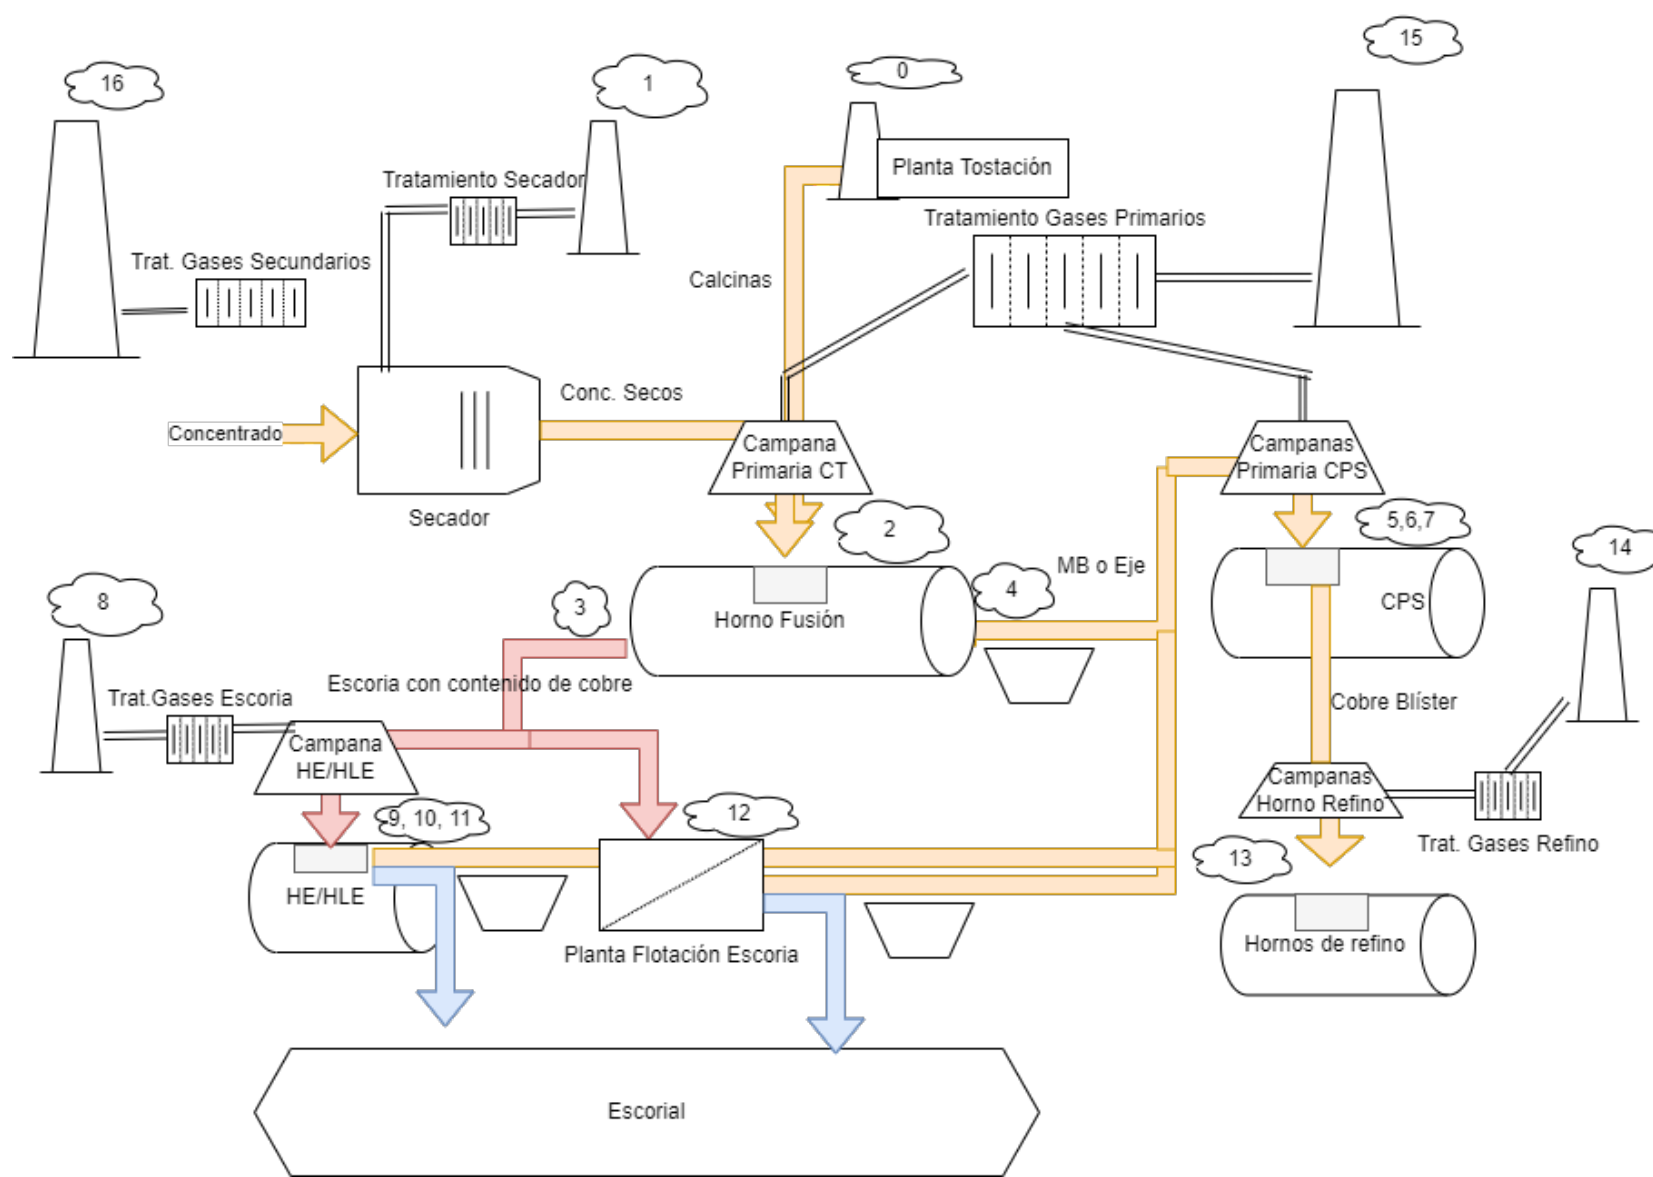 15
16
1
0
Planta Tostación
Tratamiento Secador
Tratamiento Gases Primarios
Trat. Gases Secundarios
Calcinas
Conc. Secos
Concentrado
Campana
Primaria CT
Campanas
Primaria CPS
Secador
2
5,6,7
14
MB o Eje
4
3
8
CPS
Horno Fusión
Escoria con contenido de cobre
Trat.Gases Escoria
Cobre Blíster
Campana
HE/HLE
Campanas
Horno Refino
9, 10, 11
12
Trat. Gases Refino
13
HE/HLE
Planta Flotación Escoria
Hornos de refino
Escorial